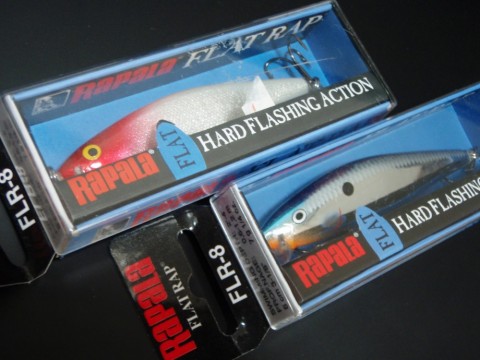 RAPALA FLAT RAP
Rapala
FLAT
HARD FLASHING ACTION
FLR-8
Rapala
FLAT
HARD FLASHING
FLR-8
Rapala
FLAT RAP